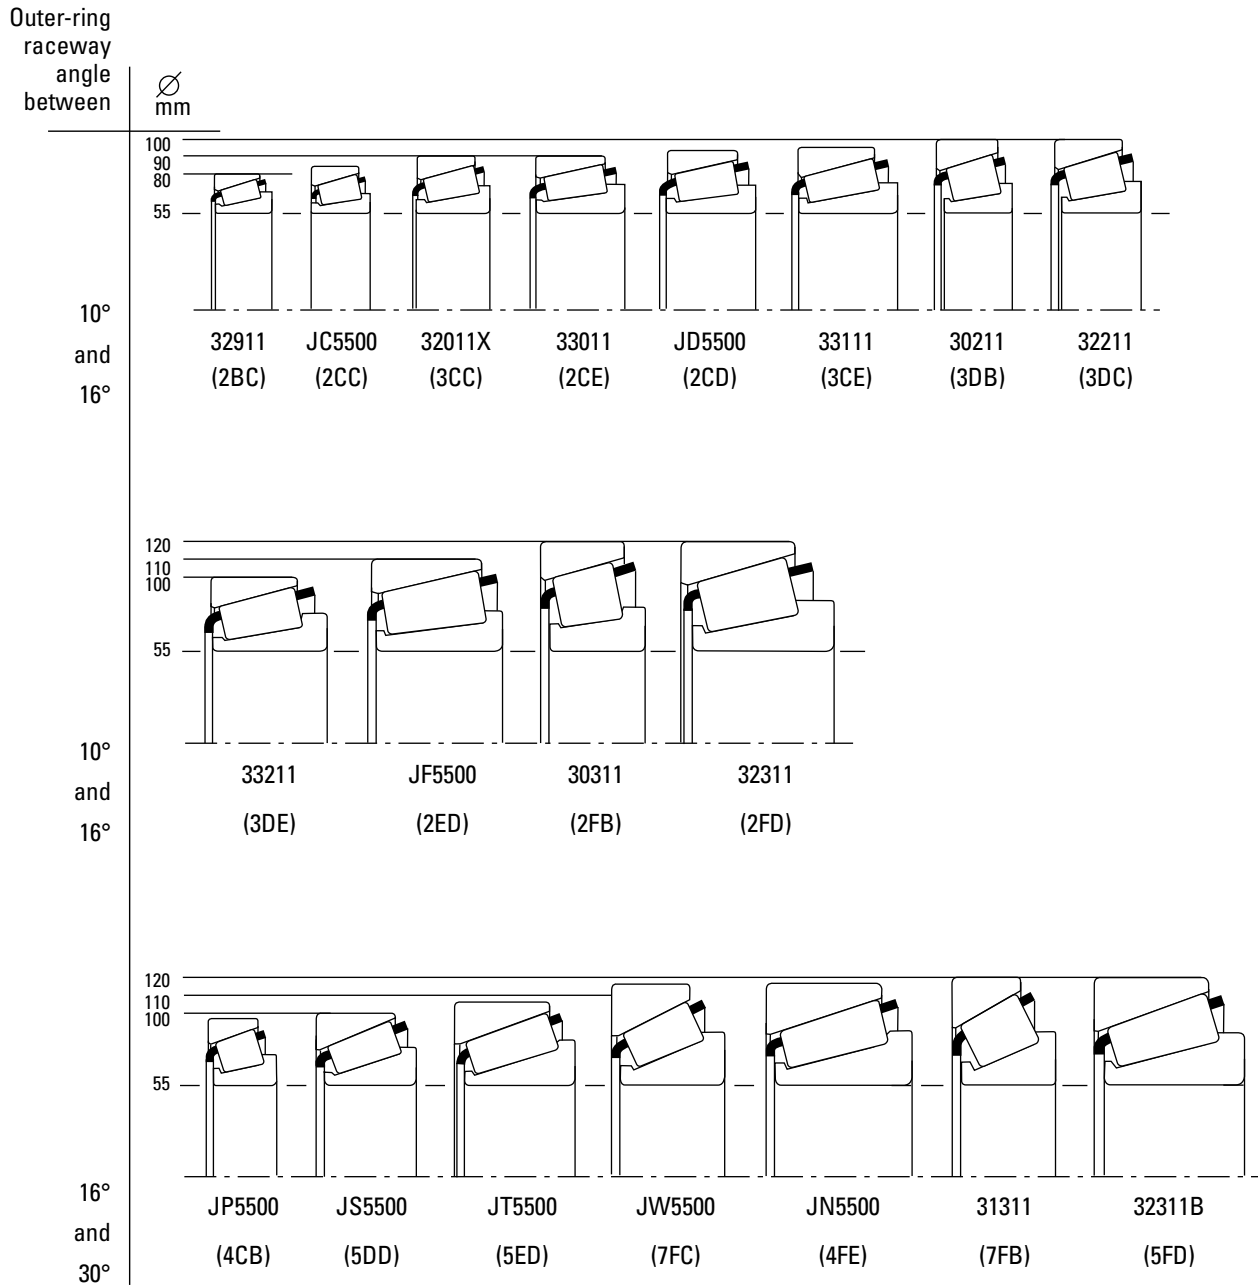 Outer-ring
raceway
angle
between
Ø
mm
100
90
80
55
10°
and
16°
32911 JC5500 32011X 33011 JD5500 33111 30211 32211
(2BC) (2CC) (3CC) (2CE) (2CD) (3CE) (3DB) (3DC)
120
110
100
55
10°
and
16°
33211 JF5500 30311 32311
(3DE) (2ED) (2FB) (2FD)
120
110
100
55
16°
and
30°
JP5500 JS5500 JT5500 JW5500 JN5500 31311 32311B
(4CB) (5DD) (5ED) (7FC) (4FE) (7FB) (5FD)